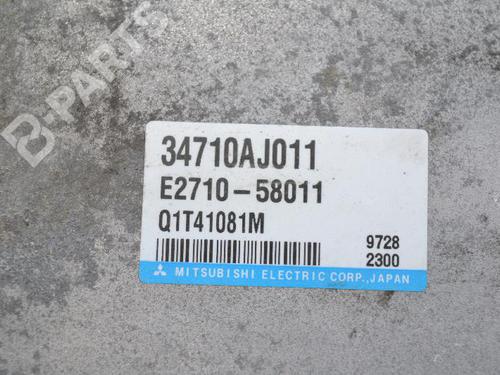 B-PARTS
34710AJ011
E2710-58011
Q1T41081M
9728
2300
MITSUBISHI ELECTRIC CORP., JAPAN